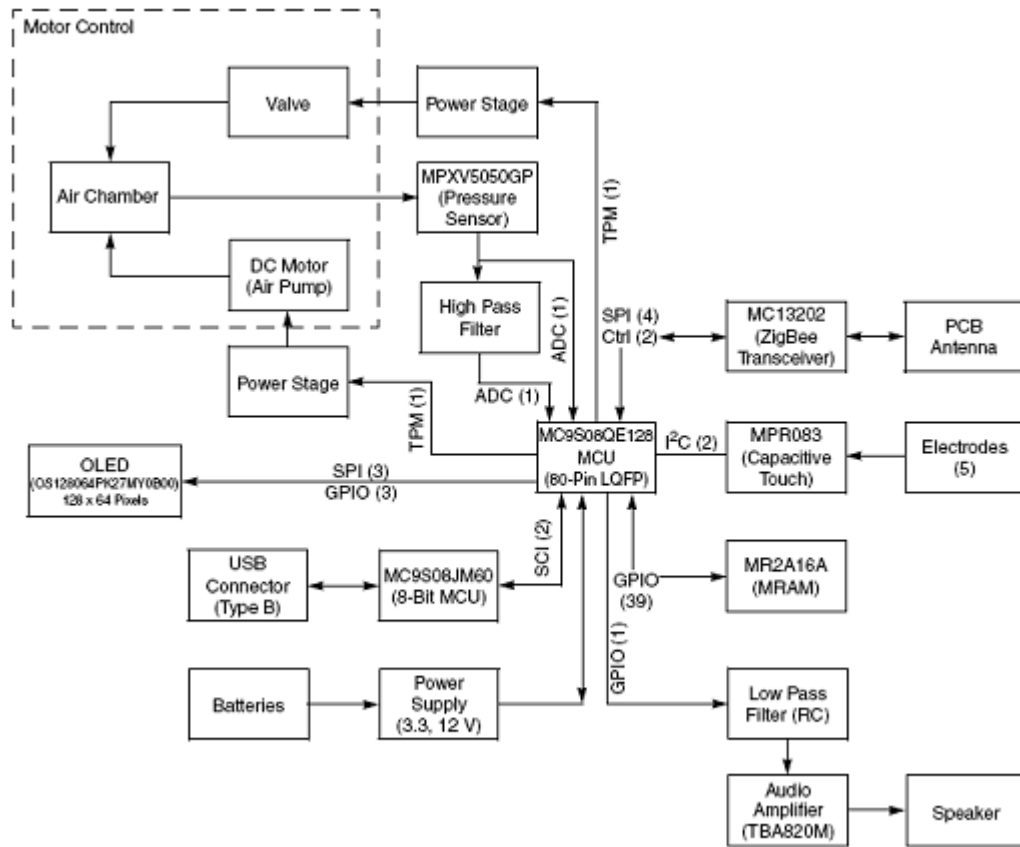 Motor Control
Valve
Power Stage
Air Chamber
MPXV5050GP
(Pressure
Sensor)
TPM (1)
DC Motor
(Air Pump)
High Pass
Filter
ADC (1)
SPI (4)
Ctrl (2)
MC13202
(ZigBee
Transceiver)
PCB
Antenna
Power Stage
TPM (1)
ADC (1)
MC9S08QE128
MCU
(80-Pin LQFP)
I²C (2)
MPR083
(Capacitive
Touch)
Electrodes
(5)
OLED
(OS128064PK27MY0B00)
128 x 64 Pixels
SPI (3)
GPIO (3)
USB
Connector
(Type B)
MC9S08JM60
(8-Bit MCU)
SCI (2)
GPIO
(39)
MR2A16A
(MRAM)
GPIO (1)
Batteries
Power
Supply
(3.3, 12 V)
Low Pass
Filter (RC)
Audio
Amplifier
(TBA820M)
Speaker